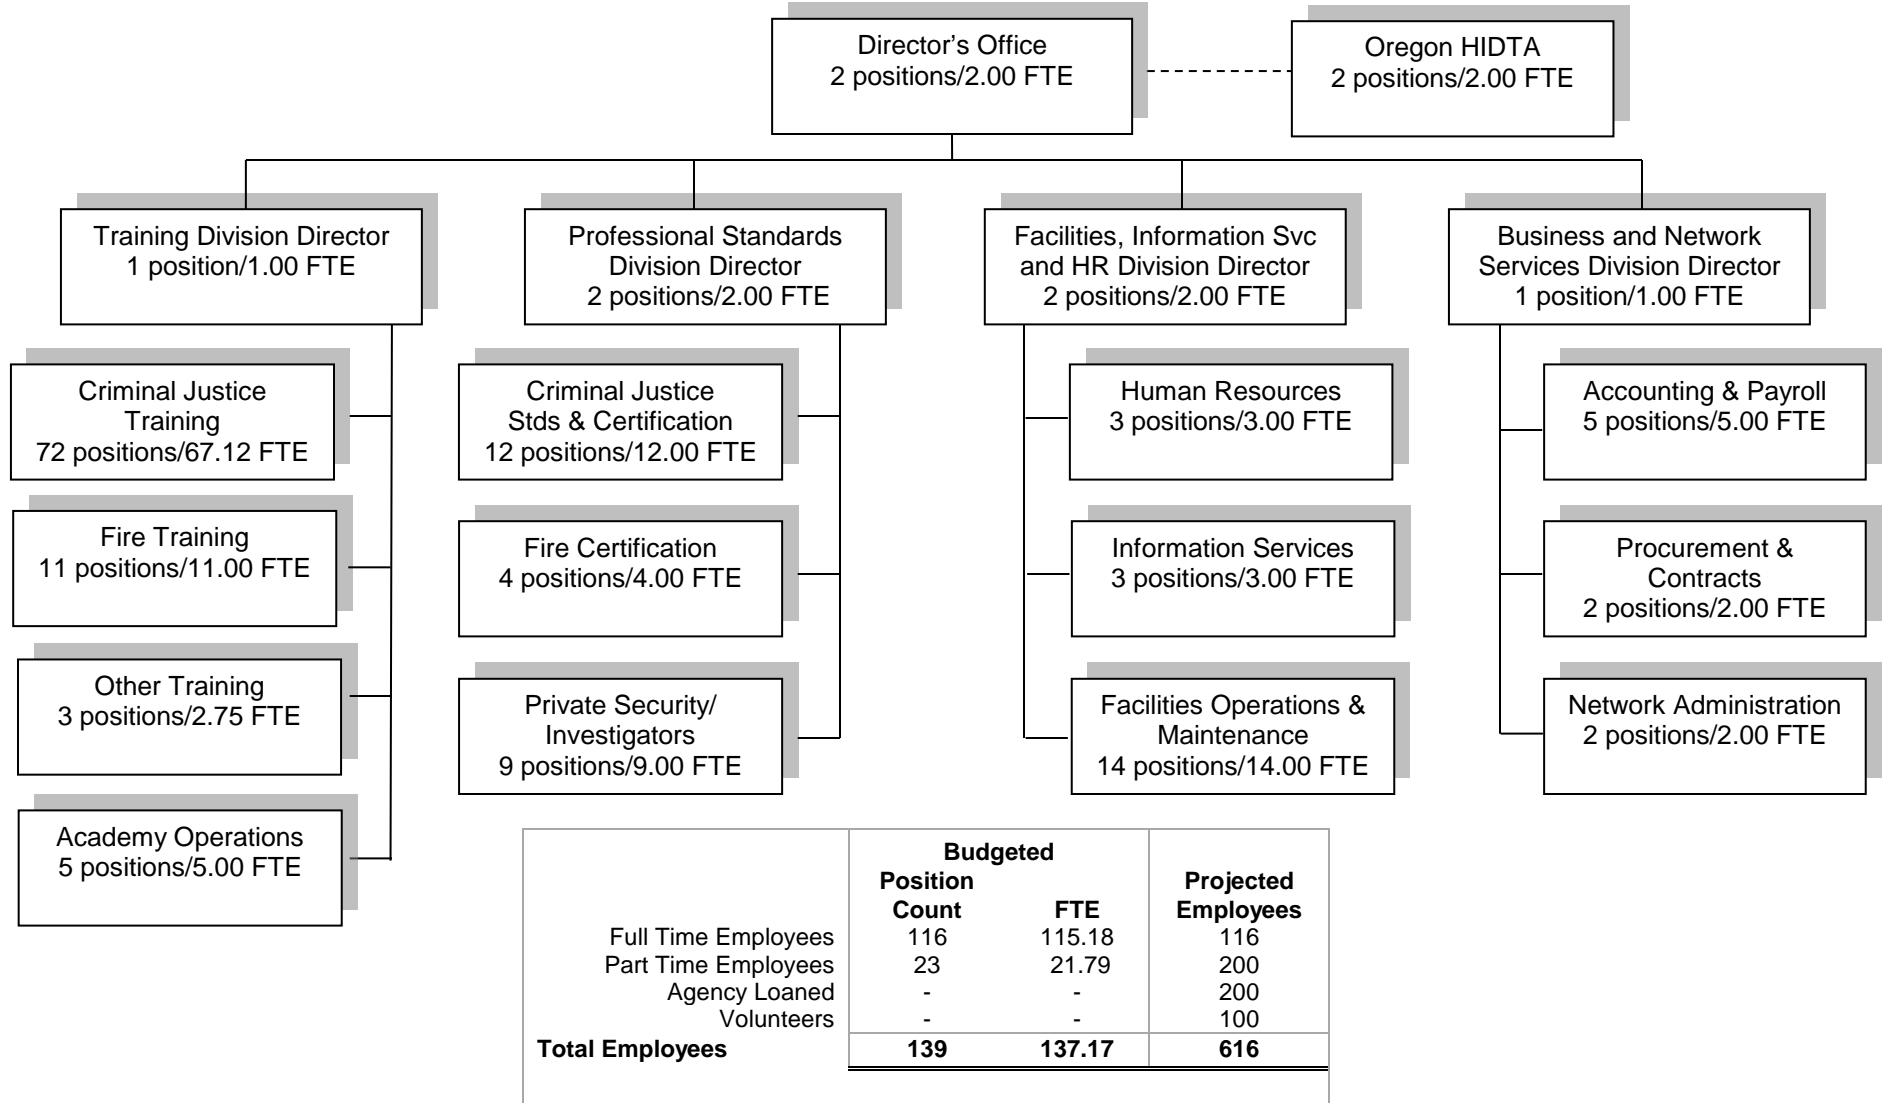 Director’s Office
2 positions/2.00 FTE
Oregon HIDTA
2 positions/2.00 FTE
Training Division Director
1 position/1.00 FTE
Professional Standards
Division Director
2 positions/2.00 FTE
Facilities, Information Svc
and HR Division Director
2 positions/2.00 FTE
Business and Network
Services Division Director
1 position/1.00 FTE
Criminal Justice
Training
72 positions/67.12 FTE
Fire Training
11 positions/11.00 FTE
Other Training
3 positions/2.75 FTE
Academy Operations
5 positions/5.00 FTE
Criminal Justice
Stds & Certification
12 positions/12.00 FTE
Fire Certification
4 positions/4.00 FTE
Private Security/
Investigators
9 positions/9.00 FTE
Human Resources
3 positions/3.00 FTE
Information Services
3 positions/3.00 FTE
Facilities Operations &
Maintenance
14 positions/14.00 FTE
Accounting & Payroll
5 positions/5.00 FTE
Procurement &
Contracts
2 positions/2.00 FTE
Network Administration
2 positions/2.00 FTE
Budgeted
Position Projected
Count FTE Employees
Full Time Employees 116 115.18 116
Part Time Employees 23 21.79 200
Agency Loaned - - 200
Volunteers - - 100
Total Employees 139 137.17 616